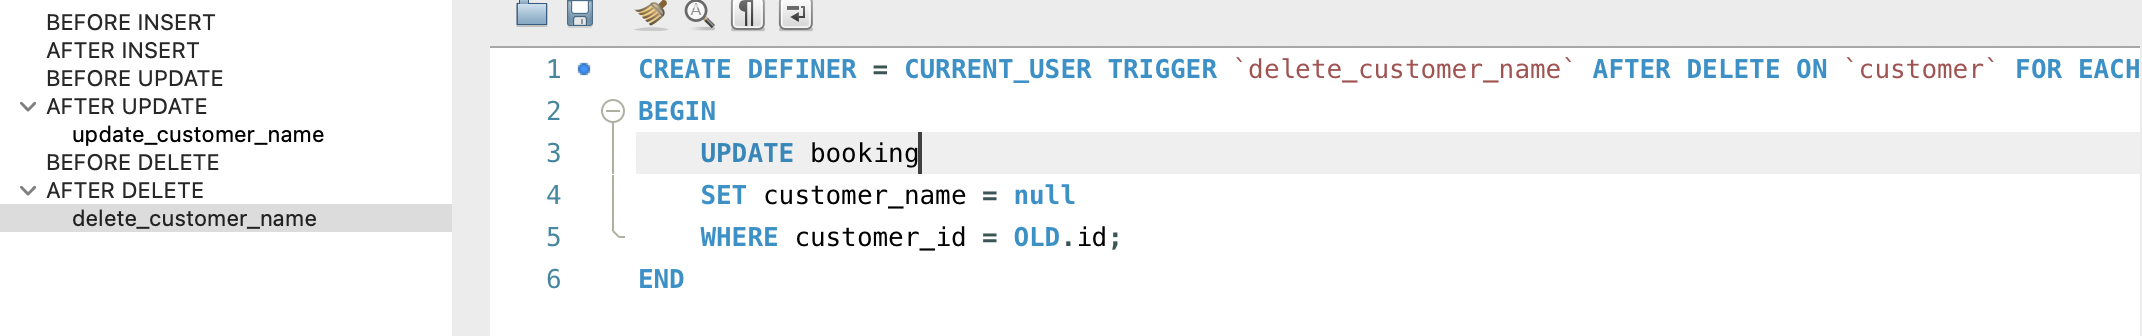 BEFORE INSERT
AFTER INSERT
BEFORE UPDATE
AFTER UPDATE
update_customer_name
BEFORE DELETE
AFTER DELETE
delete_customer_name
1 CREATE DEFINER = CURRENT_USER TRIGGER `delete_customer_name` AFTER DELETE ON `customer` FOR EACH
2 BEGIN
3 UPDATE booking
4 SET customer_name = null
5 WHERE customer_id = OLD.id;
6 END